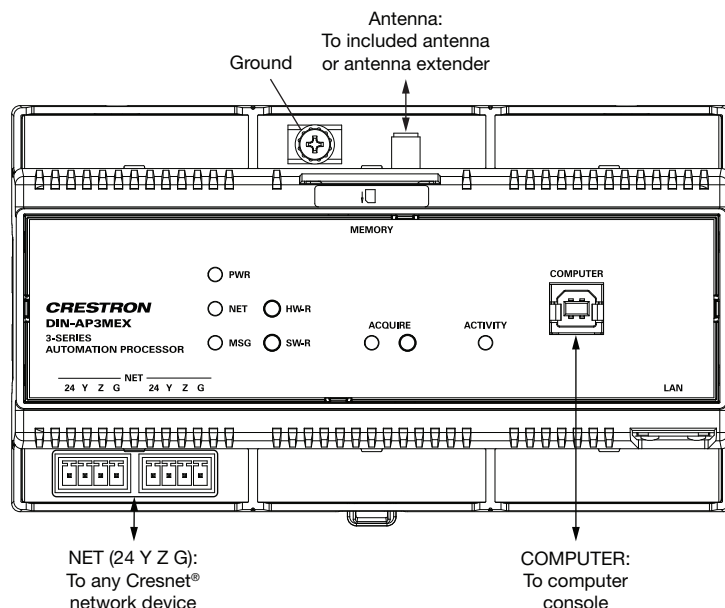 Antenna:
To included antenna
or antenna extender
Ground
MEMORY
PWR
COMPUTER
CRESTRON
DIN-AP3MEX
3-SERIES
AUTOMATION PROCESSOR
NET
HW-R
MSG
SW-R
ACQUIRE
ACTIVITY
NET
24 Y Z G 24 Y Z G
LAN
NET (24 Y Z G):
To any Cresnet®
network device
COMPUTER:
To computer
console